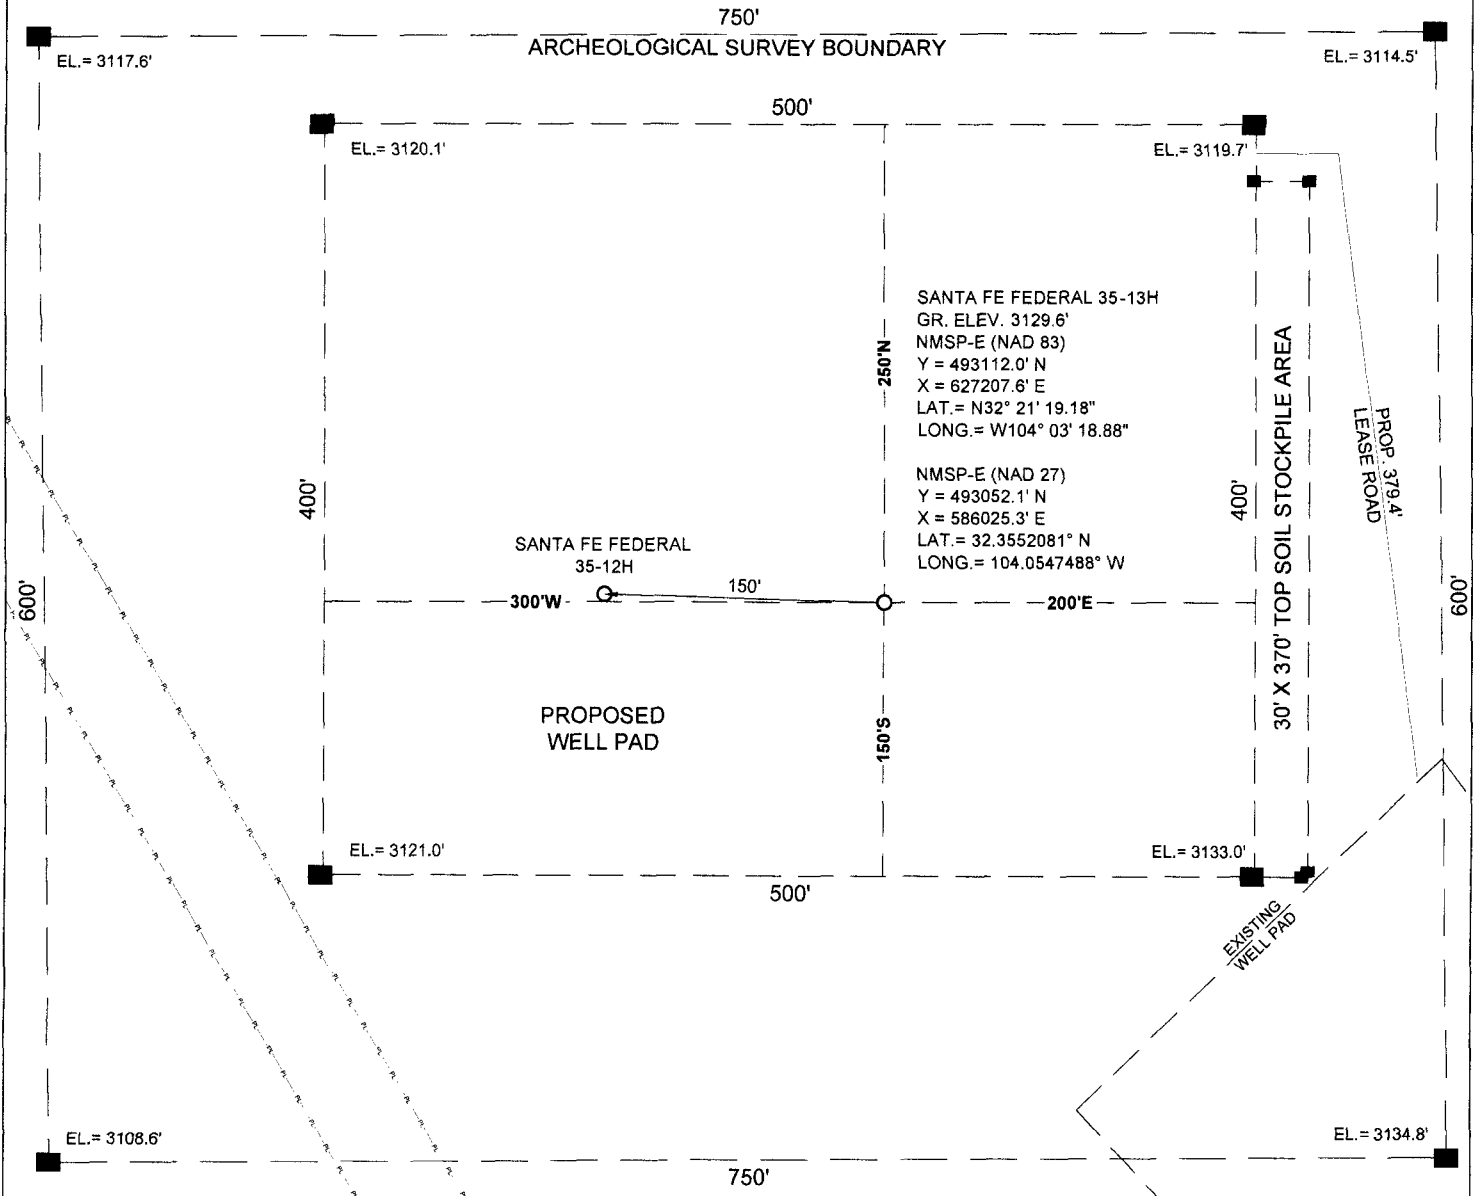 750'
ARCHEOLOGICAL SURVEY BOUNDARY
EL.= 3117.6'
EL.= 3114.5'
500'
EL.= 3120.1'
EL.= 3119.7'
SANTA FE FEDERAL 35-13H
GR. ELEV. 3129.6'
NMSP-E (NAD 83)
Y = 493112.0' N
X = 627207.6' E
LAT.= N32° 21' 19.18"
LONG.= W104° 03' 18.88"
NMSP-E (NAD 27)
Y = 493052.1' N
X = 586025.3' E
LAT.= 32.3552081° N
LONG.= 104.0547488° W
250'N
400'
400'
30' X 370' TOP SOIL STOCKPILE AREA
PROP. 379.4'
LEASE ROAD
SANTA FE FEDERAL
35-12H
150'
300'W
200'E
600'
600'
PROPOSED
WELL PAD
150'S
EL.= 3121.0'
EL.= 3133.0'
500'
EXISTING
WELL PAD
EL.= 3108.6'
EL.= 3134.8'
750'